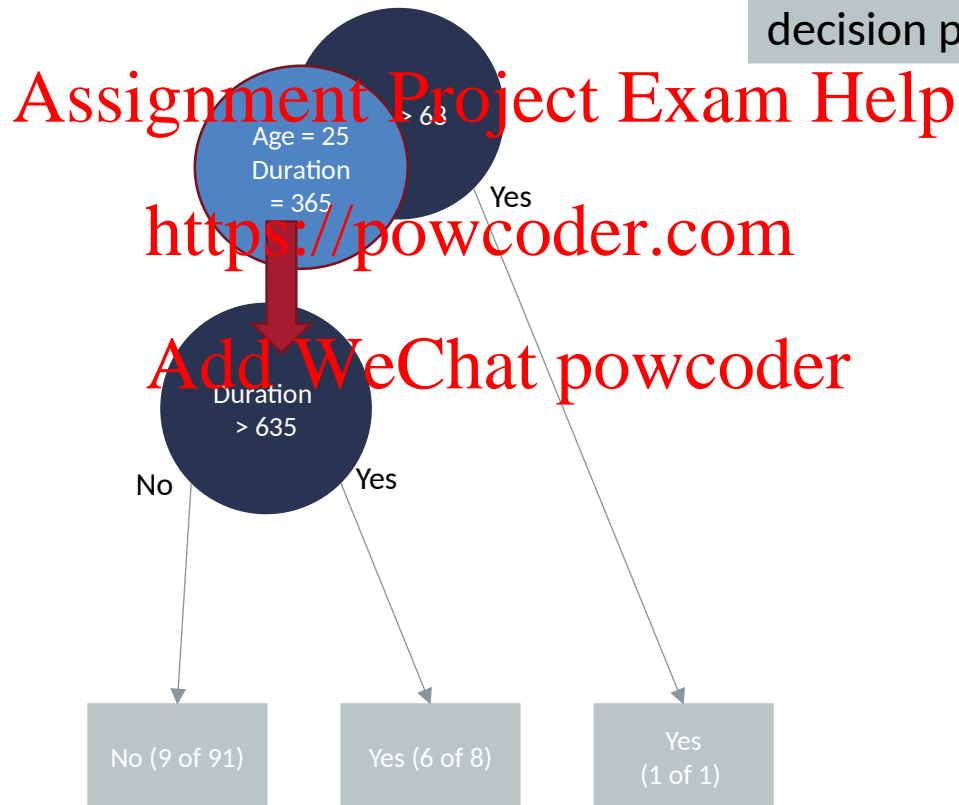 decision p
Assignment Project Exam Help
> 63
Age = 25
Duration
= 365
Yes
https://powcoder.com
Add WeChat powcoder
Duration
> 635
No
Yes
No (9 of 91)
Yes (6 of 8)
Yes
(1 of 1)